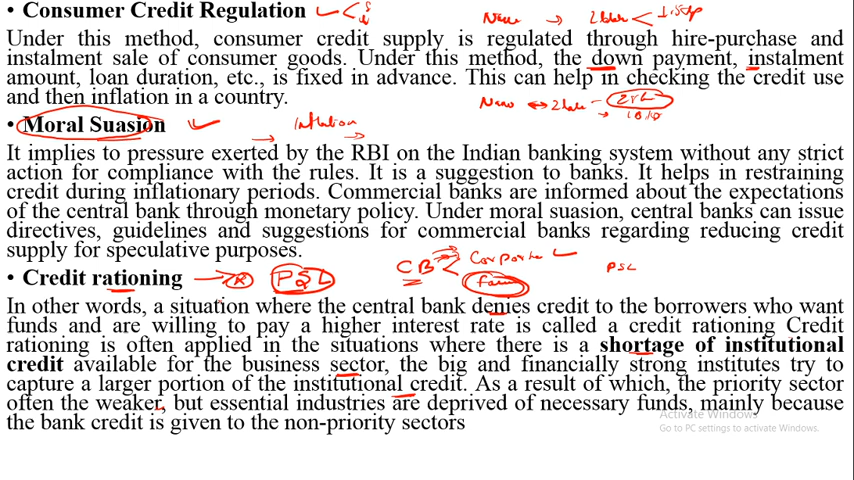 • Consumer Credit Regulation
Under this method, consumer credit supply is regulated through hire-purchase and
instalment sale of consumer goods. Under this method, the down payment, instalment
amount, loan duration, etc., is fixed in advance. This can help in checking the credit use
and then inflation in a country.
• Moral Suasion
Inflation
It implies to pressure exerted by the RBI on the Indian banking system without any strict
action for compliance with the rules. It is a suggestion to banks. It helps in restraining
credit during inflationary periods. Commercial banks are informed about the expectations
of the central bank through monetary policy. Under moral suasion, central banks can issue
directives, guidelines and suggestions for commercial banks regarding reducing credit
supply for speculative purposes.
• Credit rationing PSL CB PSL
In other words, a situation where the central bank denies credit to the borrowers who want
funds and are willing to pay a higher interest rate is called a credit rationing Credit
rationing is often applied in the situations where there is a shortage of institutional
credit available for the business sector, the big and financially strong institutes try to
capture a larger portion of the institutional credit. As a result of which, the priority sector
often the weaker, but essential industries are deprived of necessary funds, mainly because
the bank credit is given to the non-priority sectors
Activate Windows
Go to PC settings to activate Windows.